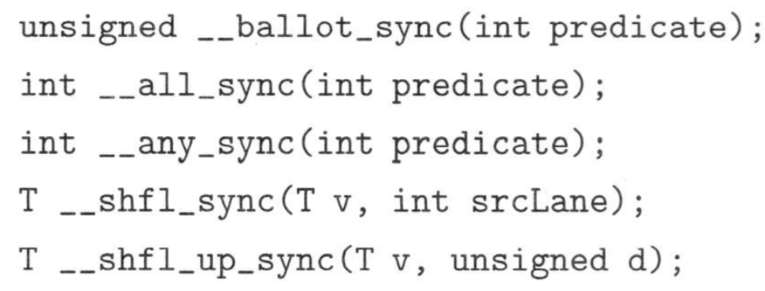 unsigned __ballot_sync(int predicate);
int __all_sync(int predicate);
int __any_sync(int predicate);
T __shfl_sync(T v, int srcLane);
T __shfl_up_sync(T v, unsigned d);